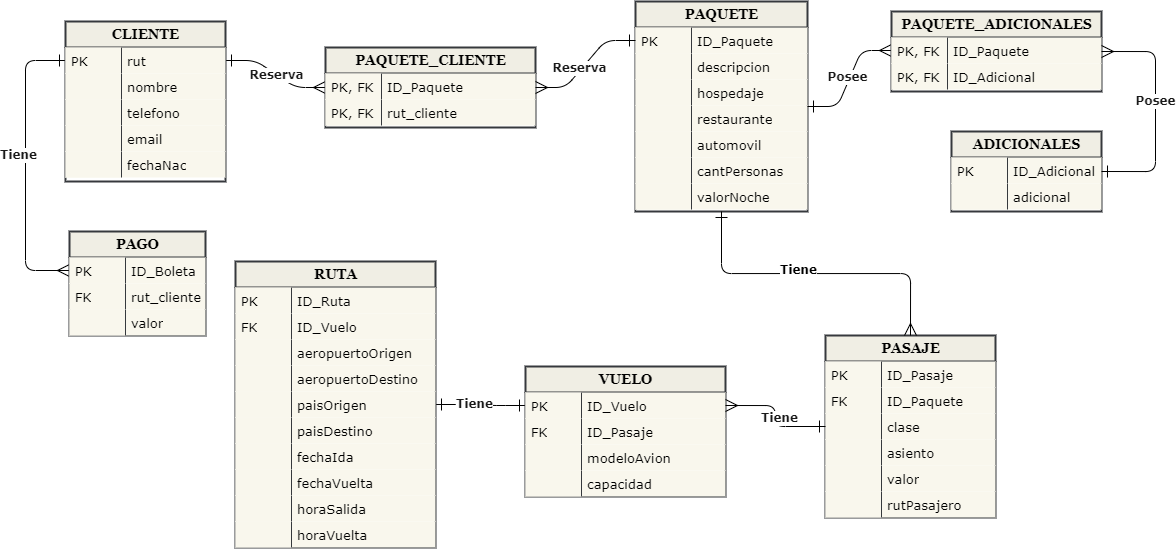 CLIENTE
PK rut
nombre
telefono
email
fechaNac
Reserva
PAQUETE_CLIENTE
PK, FK ID_Paquete
PK, FK rut_cliente
Reserva
PAQUETE
PK ID_Paquete
descripcion
hospedaje
restaurante
automovil
cantPersonas
valorNoche
Posee
PAQUETE_ADICIONALES
PK, FK ID_Paquete
PK, FK ID_Adicional
Posee
ADICIONALES
PK ID_Adicional
adicional
Tiene
PAGO
PK ID_Boleta
FK rut_cliente
valor
RUTA
PK ID_Ruta
FK ID_Vuelo
aeropuertoOrigen
aeropuertoDestino
paisOrigen
paisDestino
fechaIda
fechaVuelta
horaSalida
horaVuelta
Tiene
VUELO
PK ID_Vuelo
FK ID_Pasaje
modeloAvion
capacidad
Tiene
Tiene
PASAJE
PK ID_Pasaje
FK ID_Paquete
clase
asiento
valor
rutPasajero